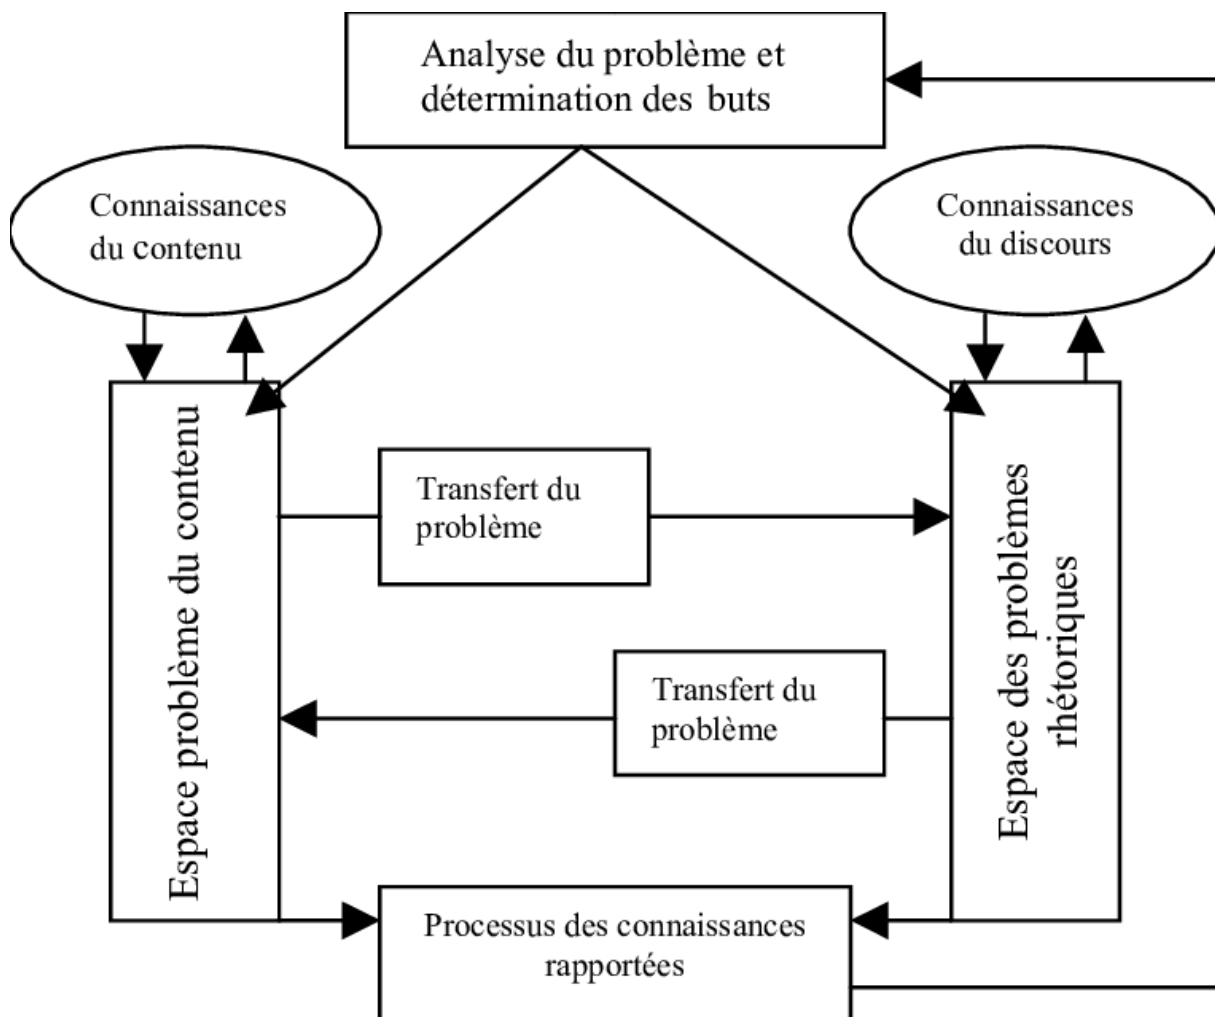 Analyse du problème et
détermination des buts
Connaissances
du contenu
Connaissances
du discours
Espace problème du contenu
Transfert du
problème
Transfert du
problème
Espace des problèmes
rhétoriques
Processus des connaissances
rapportées